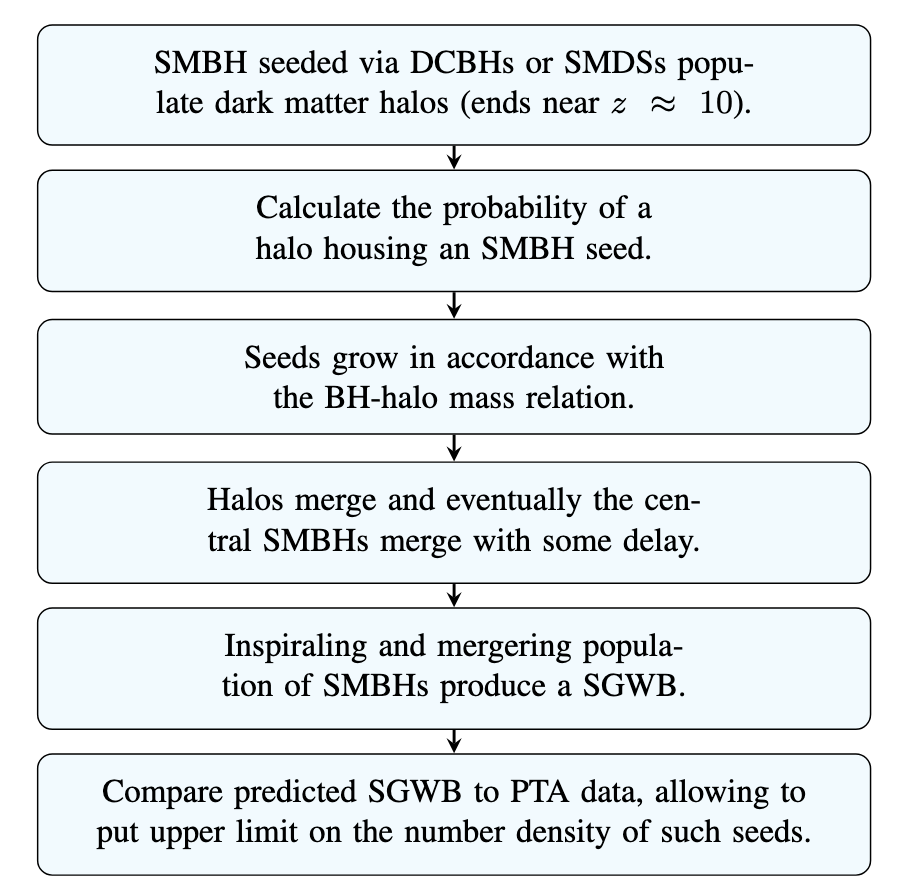 SMBH seeded via DCBHs or SMDSs popu-
late dark matter halos (ends near z ≈ 10).
Calculate the probability of a
halo housing an SMBH seed.
Seeds grow in accordance with
the BH-halo mass relation.
Halos merge and eventually the cen-
tral SMBHs merge with some delay.
Inspiraling and mergering popula-
tion of SMBHs produce a SGWB.
Compare predicted SGWB to PTA data, allowing to
put upper limit on the number density of such seeds.